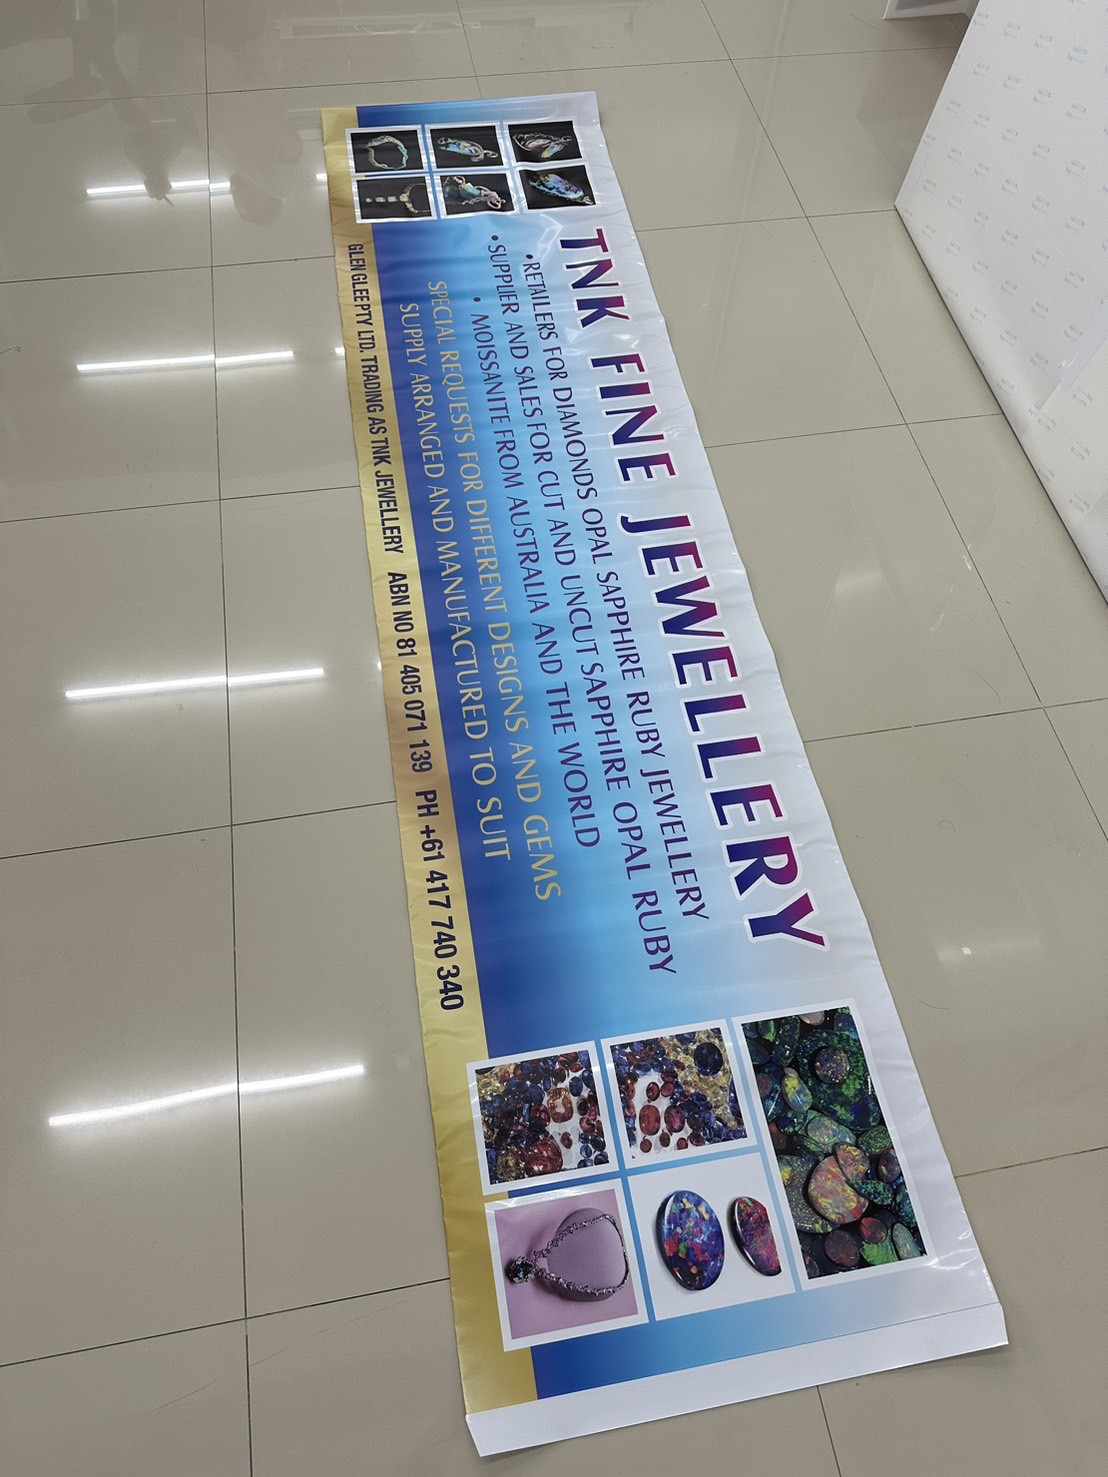 TNK FINE JEWELLERY
•RETAILERS FOR DIAMONDS OPAL SAPPHIRE RUBY JEWELLERY
•SUPPLIER AND SALES FOR CUT AND UNCUT SAPPHIRE OPAL RUBY
• MOISSANITE FROM AUSTRALIA AND THE WORLD
SPECIAL REQUESTS FOR DIFFERENT DESIGNS AND GEMS
SUPPLY ARRANGED AND MANUFACTURED TO SUIT
GLEN GLEEPTY LTD. TRADING AS TNK JEWELLERY ABN NO 81 405 071 139 PH +61 417 740 340